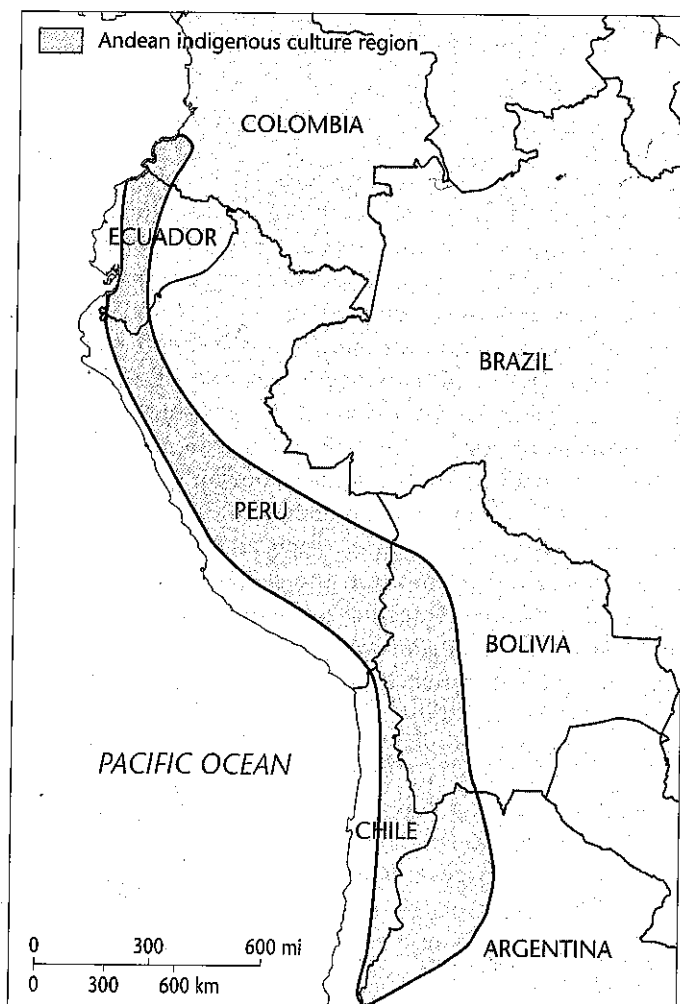 Andean indigenous culture region
COLOMBIA
ECUADOR
BRAZIL
PERU
BOLIVIA
PACIFIC OCEAN
CHILE
ARGENTINA
0 300 600 mi
0 300 600 km